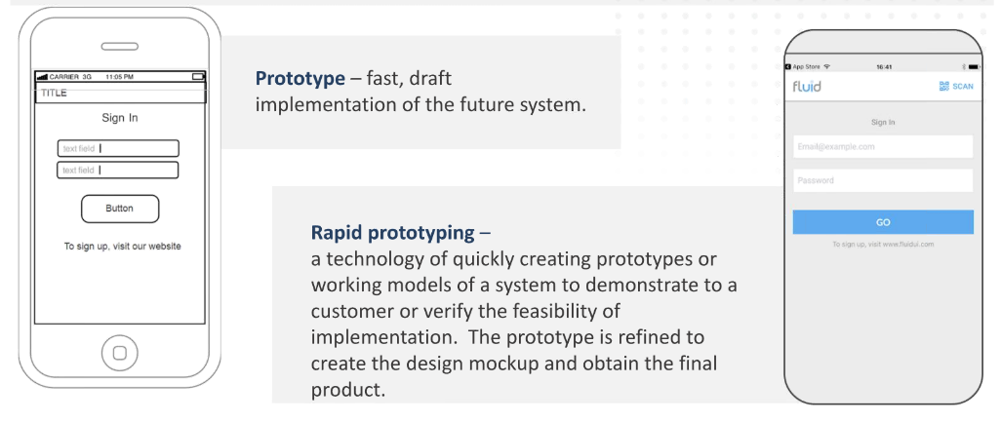 CARRIER 3G 11:05 PM
TITLE
Sign In
text field
text field
Button
To sign up, visit our website
Prototype – fast, draft
implementation of the future system.
Rapid prototyping –
a technology of quickly creating prototypes or
working models of a system to demonstrate to a
customer or verify the feasibility of
implementation. The prototype is refined to
create the design mockup and obtain the final
product.
App Store 16:41
fluid SCAN
Sign In
Email@example.com
Password
GO
To sign up, visit www.fluidui.com